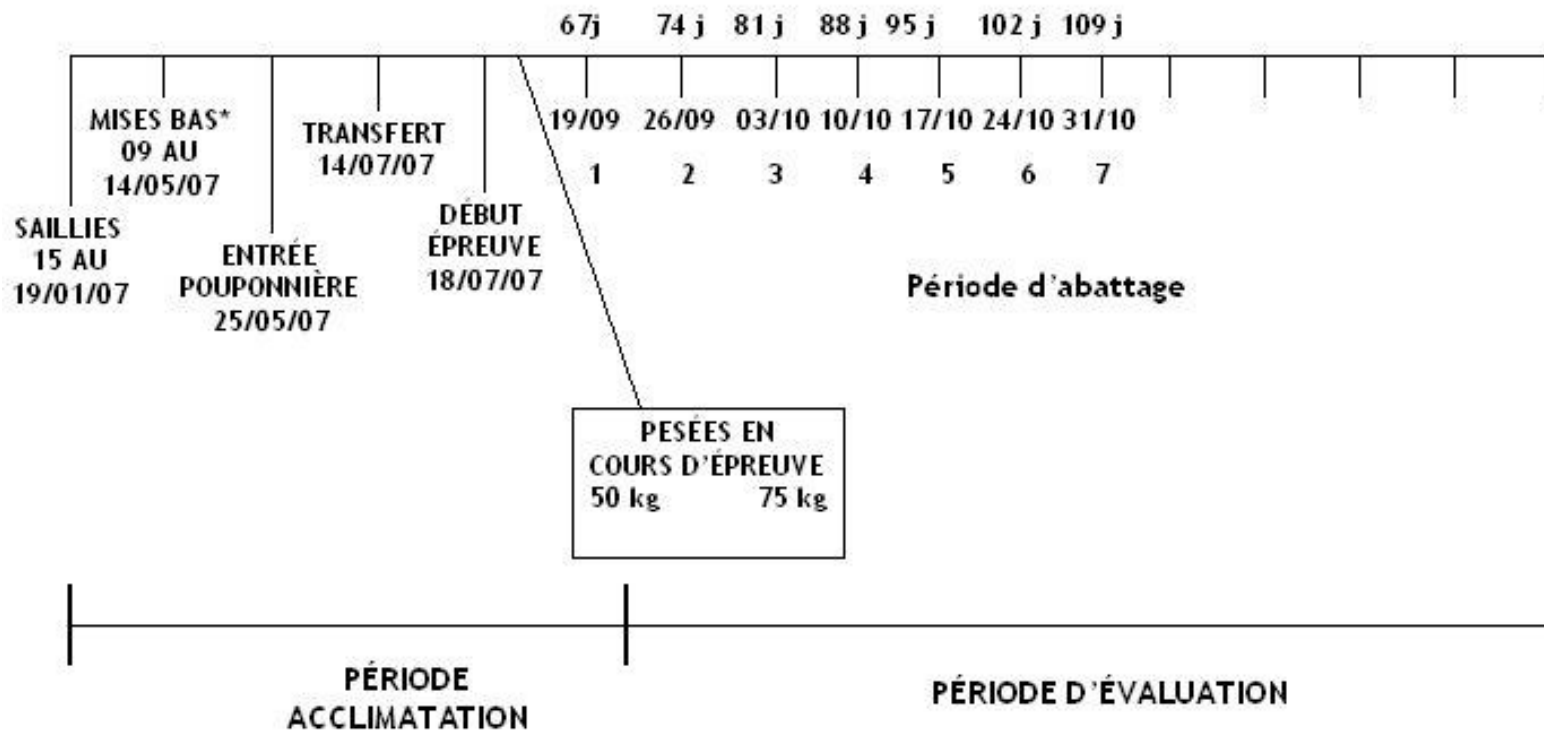 67j 74 j 81 j 88 j 95 j 102 j 109 j
19/09 26/09 03/10 10/10 17/10 24/10 31/10
1 2 3 4 5 6 7
SAILLIES
15 AU
19/01/07
MISES BAS*
09 AU
14/05/07
ENTRÉE
POUPONNIÈRE
25/05/07
TRANSFERT
14/07/07
DÉBUT
ÉPREUVE
18/07/07
Période d'abattage
PESÉES EN
COURS D'ÉPREUVE
50 kg 75 kg
PÉRIODE
ACCLIMATATION
PÉRIODE D'ÉVALUATION